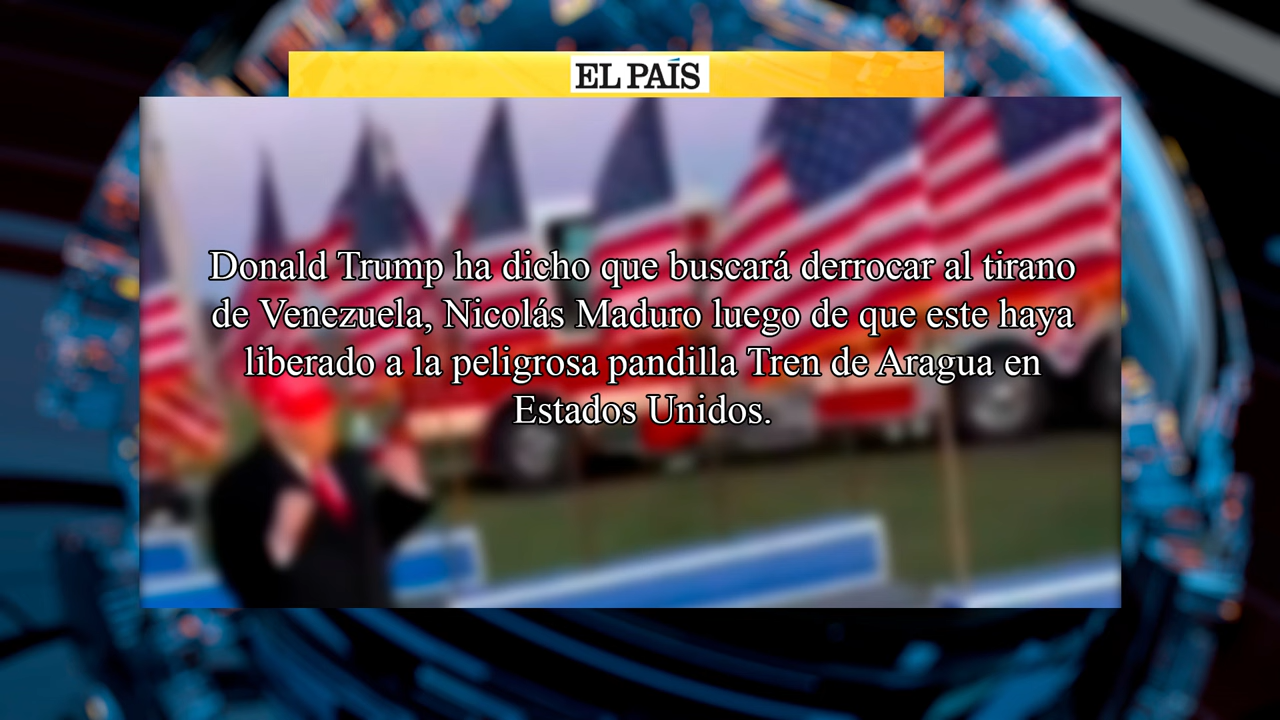 EL PAÍS
Donald Trump ha dicho que buscará derrocar al tirano
de Venezuela, Nicolás Maduro luego de que este haya
liberado a la peligrosa pandilla Tren de Aragua en
Estados Unidos.